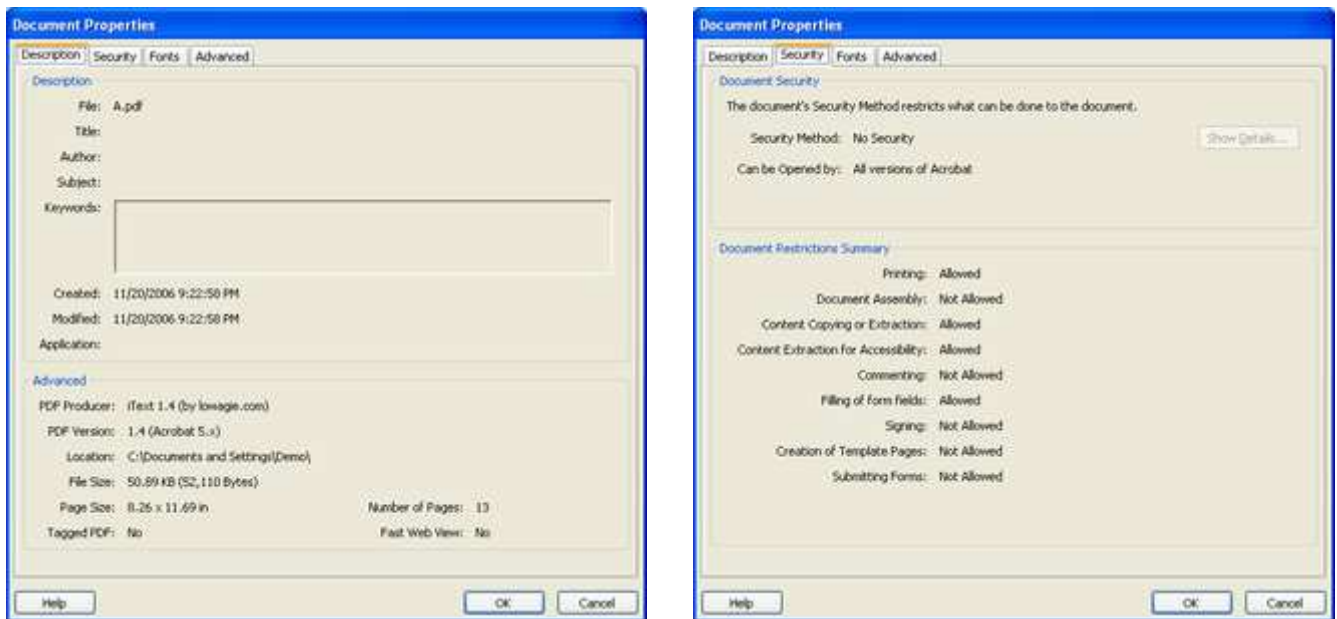 Document Properties
Description Security Fonts Advanced
Description
File: A.pdf
Title:
Author:
Subject:
Keywords:
Created: 11/20/2006 9:22:58 PM
Modified: 11/20/2006 9:22:58 PM
Application:
Advanced
PDF Producer: iText 1.4 (by lowagie.com)
PDF Version: 1.4 (Acrobat 5.x)
Location: C:\Documents and Settings\Demo\
File Size: 50.89 KB (52,110 Bytes)
Page Size: 8.26 x 11.69 in Number of Pages: 13
Tagged PDF: No Fast Web View: No
Help OK Cancel
Document Properties
Description Security Fonts Advanced
Document Security
The document's Security Method restricts what can be done to the document.
Security Method: No Security Show Details...
Can be Opened by: All versions of Acrobat
Document Restrictions Summary
Printing: Allowed
Document Assembly: Not Allowed
Content Copying or Extraction: Allowed
Content Extraction for Accessibility: Allowed
Commenting: Not Allowed
Filling of form fields: Allowed
Signing: Not Allowed
Creation of Template Pages: Not Allowed
Submitting Forms: Not Allowed
Help OK Cancel